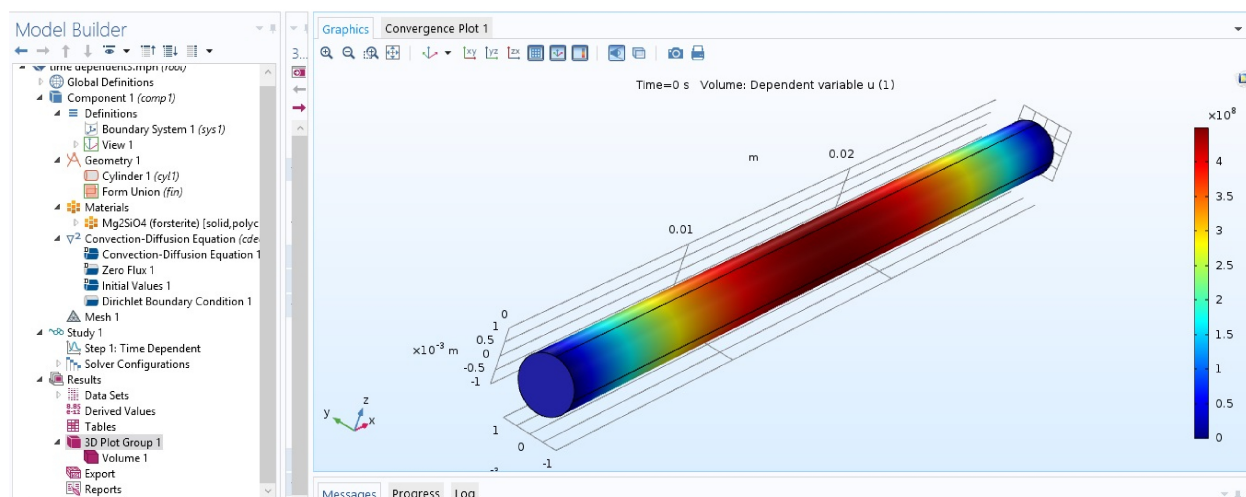 Model Builder
time dependent3.mph (root)
Global Definitions
Component 1 (comp1)
Definitions
Boundary System 1 (sys1)
View 1
Geometry 1
Cylinder 1 (cyl1)
Form Union (fin)
Materials
Mg2SiO4 (forsterite) [solid,polyc
Convection-Diffusion Equation (cde
Convection-Diffusion Equation 1
Zero Flux 1
Initial Values 1
Dirichlet Boundary Condition 1
Mesh 1
Study 1
Step 1: Time Dependent
Solver Configurations
Results
Data Sets
Derived Values
Tables
3D Plot Group 1
Volume 1
Export
Reports
3...
Graphics Convergence Plot 1
xy yz zx
Time=0 s Volume: Dependent variable u (1)
×10⁸
4
3.5
3
2.5
2
1.5
1
0.5
0
m
0.02
0.01
0
1
0.5
0
-0.5
-1
×10⁻³ m
1
0
-1
y z x
Messages Progress Log